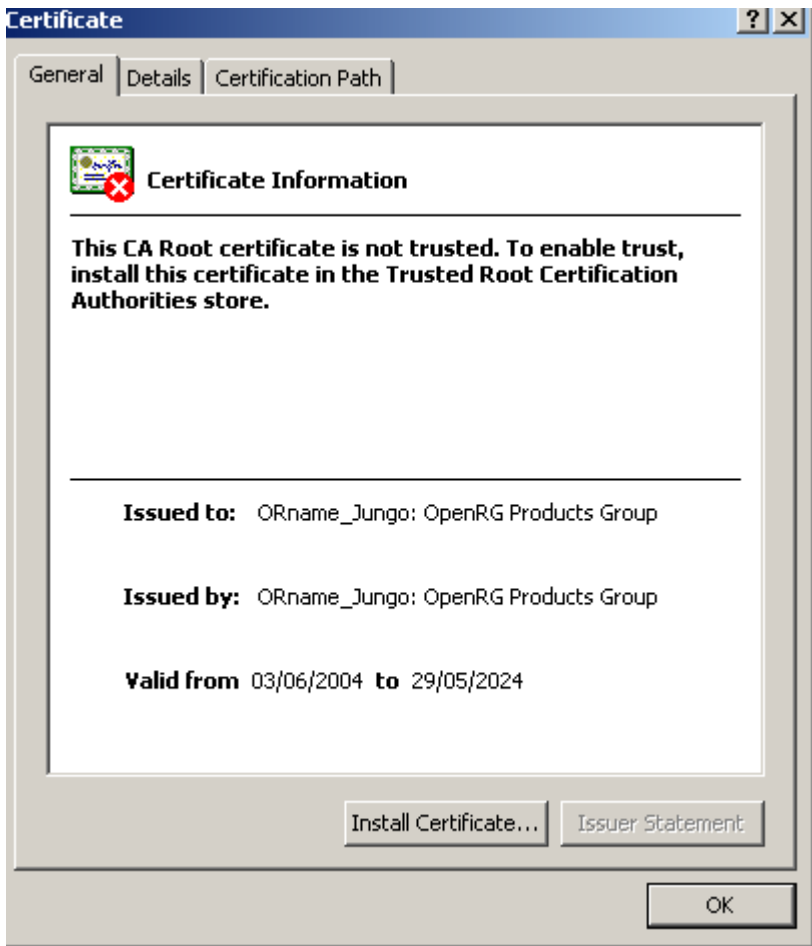 Certificate
? X
General Details Certification Path
Certificate Information
This CA Root certificate is not trusted. To enable trust,
install this certificate in the Trusted Root Certification
Authorities store.
Issued to: ORname_Jungo: OpenRG Products Group
Issued by: ORname_Jungo: OpenRG Products Group
Valid from 03/06/2004 to 29/05/2024
Install Certificate... Issuer Statement
OK